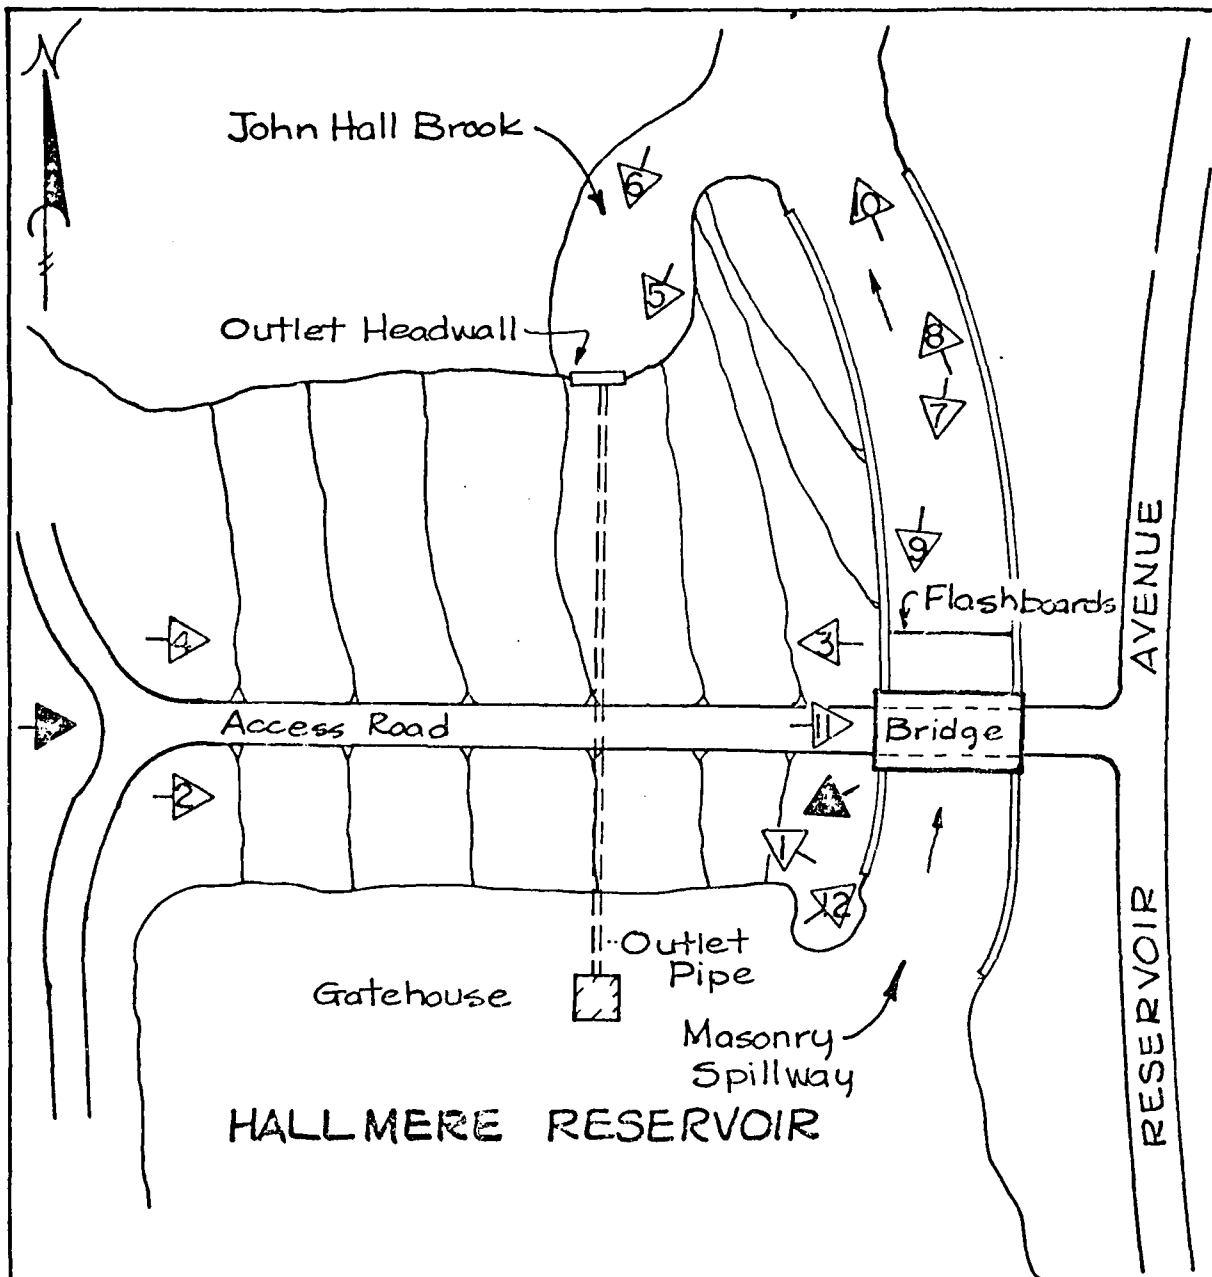 N
John Hall Brook
6
10
5
Outlet Headwall
8
7
9
Flashboards
AVENUE
4
3
Access Road
11
Bridge
2
1
12
Outlet
Pipe
Gatehouse
Masonry
Spillway
RESERVOIR
HALLMERE RESERVOIR